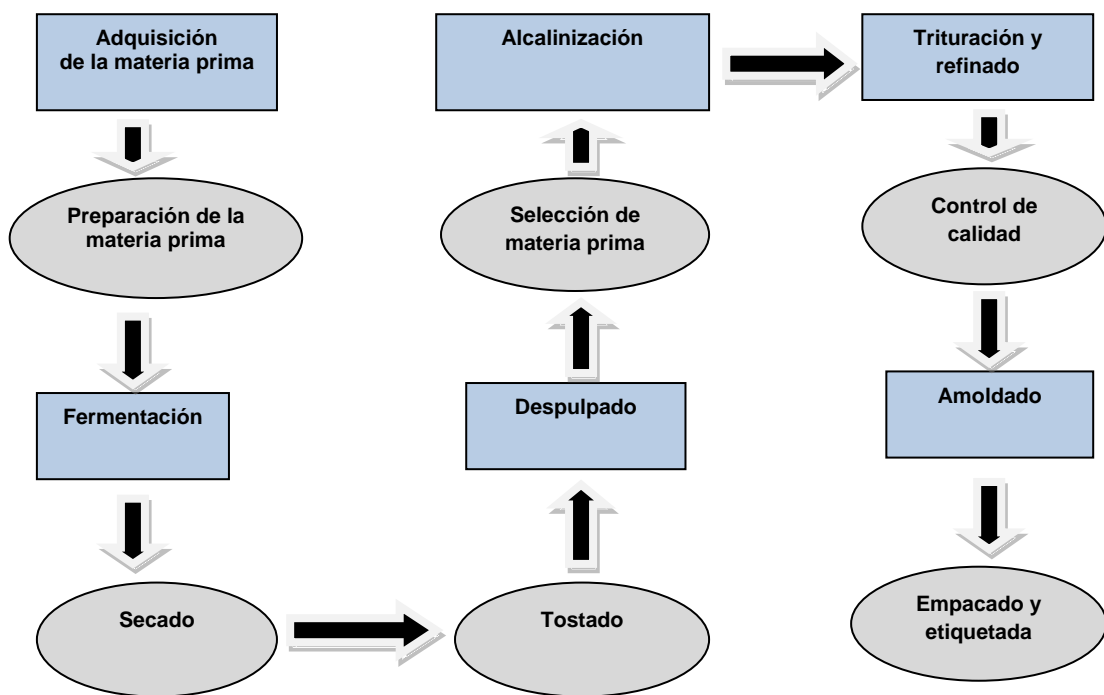 Adquisición
de la materia prima
Preparación de la
materia prima
Fermentación
Secado
Tostado
Despulpado
Selección de
materia prima
Alcalinización
Trituración y
refinado
Control de
calidad
Amoldado
Empacado y
etiquetada